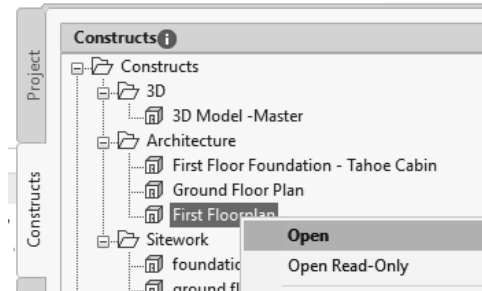 Constructs
Project
Constructs
Constructs
3D
3D Model -Master
Architecture
First Floor Foundation - Tahoe Cabin
Ground Floor Plan
First Floorplan
Sitework
Open
Open Read-Only
ground